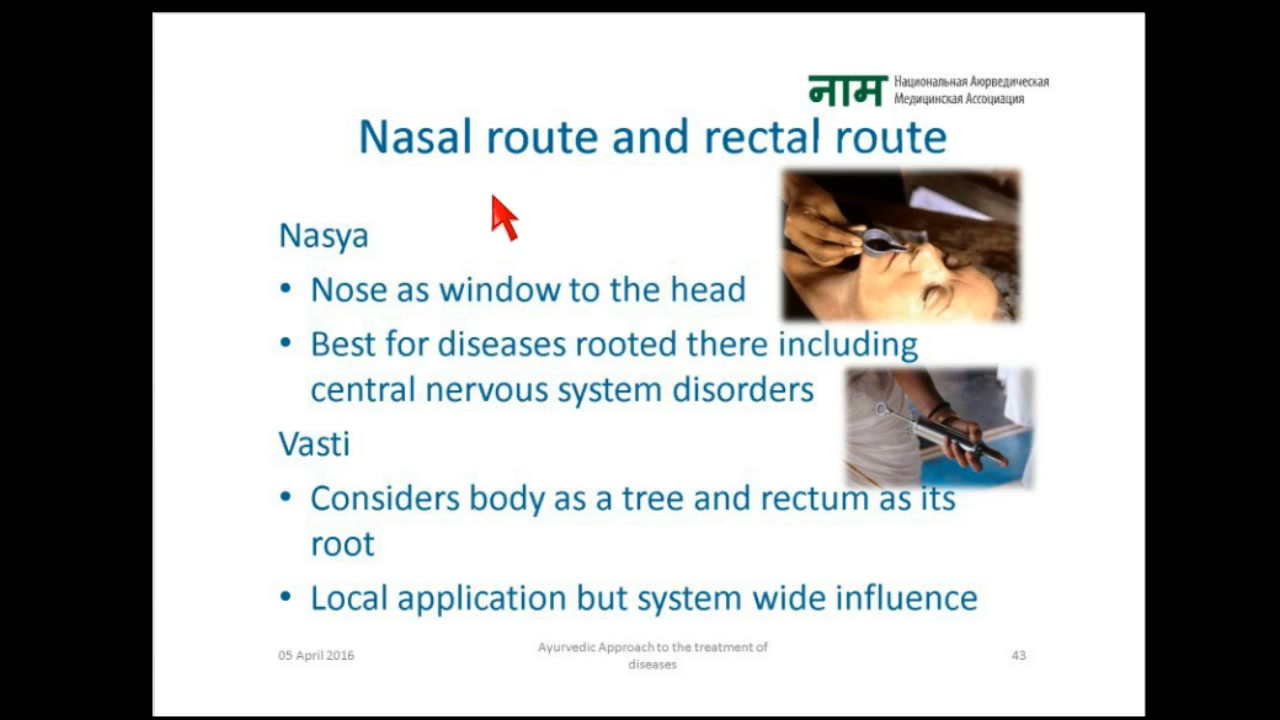 नाम
Национальная Аюрведическая
Медицинская Ассоциация
Nasal route and rectal route
Nasya
• Nose as window to the head
• Best for diseases rooted there including
central nervous system disorders
Vasti
• Considers body as a tree and rectum as its
root
• Local application but system wide influence
05 April 2016
Ayurvedic Approach to the treatment of
diseases
43